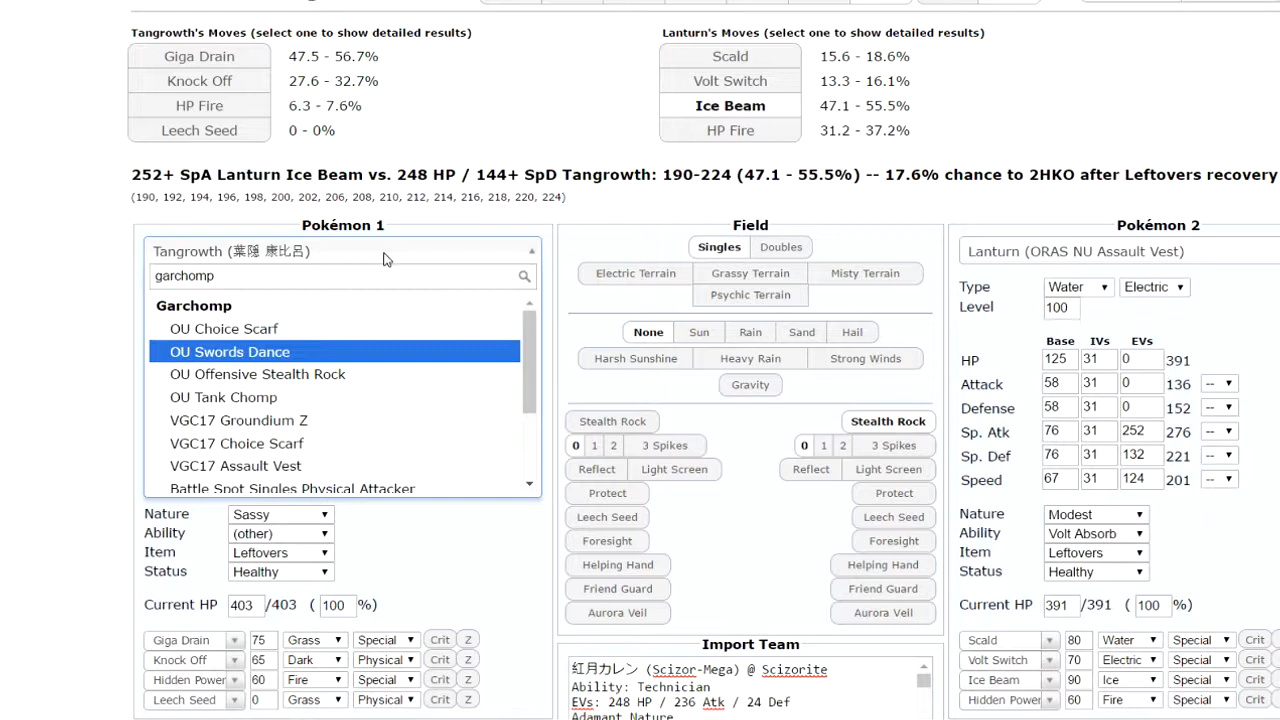 Tangrowth's Moves (select one to show detailed results)
Giga Drain 47.5 - 56.7%
Knock Off 27.6 - 32.7%
HP Fire 6.3 - 7.6%
Leech Seed 0 - 0%
Lanturn's Moves (select one to show detailed results)
Scald 15.6 - 18.6%
Volt Switch 13.3 - 16.1%
Ice Beam 47.1 - 55.5%
HP Fire 31.2 - 37.2%
252+ SpA Lanturn Ice Beam vs. 248 HP / 144+ SpD Tangrowth: 190-224 (47.1 - 55.5%) -- 17.6% chance to 2HKO after Leftovers recovery
(190, 192, 194, 196, 198, 200, 202, 206, 208, 210, 212, 214, 216, 218, 220, 224)
Pokémon 1
Tangrowth (葉隠 康比呂)
garchomp
Garchomp
OU Choice Scarf
OU Swords Dance
OU Offensive Stealth Rock
OU Tank Chomp
VGC17 Groundium Z
VGC17 Choice Scarf
VGC17 Assault Vest
Battle Spot Singles Physical Attacker
Nature Sassy
Ability (other)
Item Leftovers
Status Healthy
Current HP 403 /403 ( 100 %)
Giga Drain 75 Grass Special Crit Z
Knock Off 65 Dark Physical Crit Z
Hidden Power 60 Fire Special Crit Z
Leech Seed 0 Grass Physical Crit Z
Field
Singles Doubles
Electric Terrain Grassy Terrain Misty Terrain
Psychic Terrain
None Sun Rain Sand Hail
Harsh Sunshine Heavy Rain Strong Winds
Gravity
Stealth Rock Stealth Rock
0 1 2 3 Spikes 0 1 2 3 Spikes
Reflect Light Screen Reflect Light Screen
Protect Protect
Leech Seed Leech Seed
Foresight Foresight
Helping Hand Helping Hand
Friend Guard Friend Guard
Aurora Veil Aurora Veil
Import Team
红月カレン (Scizor-Mega) @ Scizorite
Ability: Technician
EVs: 248 HP / 236 Atk / 24 Def
Adamant Nature
Pokémon 2
Lanturn (ORAS NU Assault Vest)
Type Water Electric
Level 100
Base IVs EVs
HP 125 31 0 391
Attack 58 31 0 136 --
Defense 58 31 0 152 --
Sp. Atk 76 31 252 276 --
Sp. Def 76 31 132 221 --
Speed 67 31 124 201 --
Nature Modest
Ability Volt Absorb
Item Leftovers
Status Healthy
Current HP 391 /391 ( 100 %)
Scald 80 Water Special Crit
Volt Switch 70 Electric Special Crit
Ice Beam 90 Ice Special Crit
Hidden Power 60 Fire Special Crit